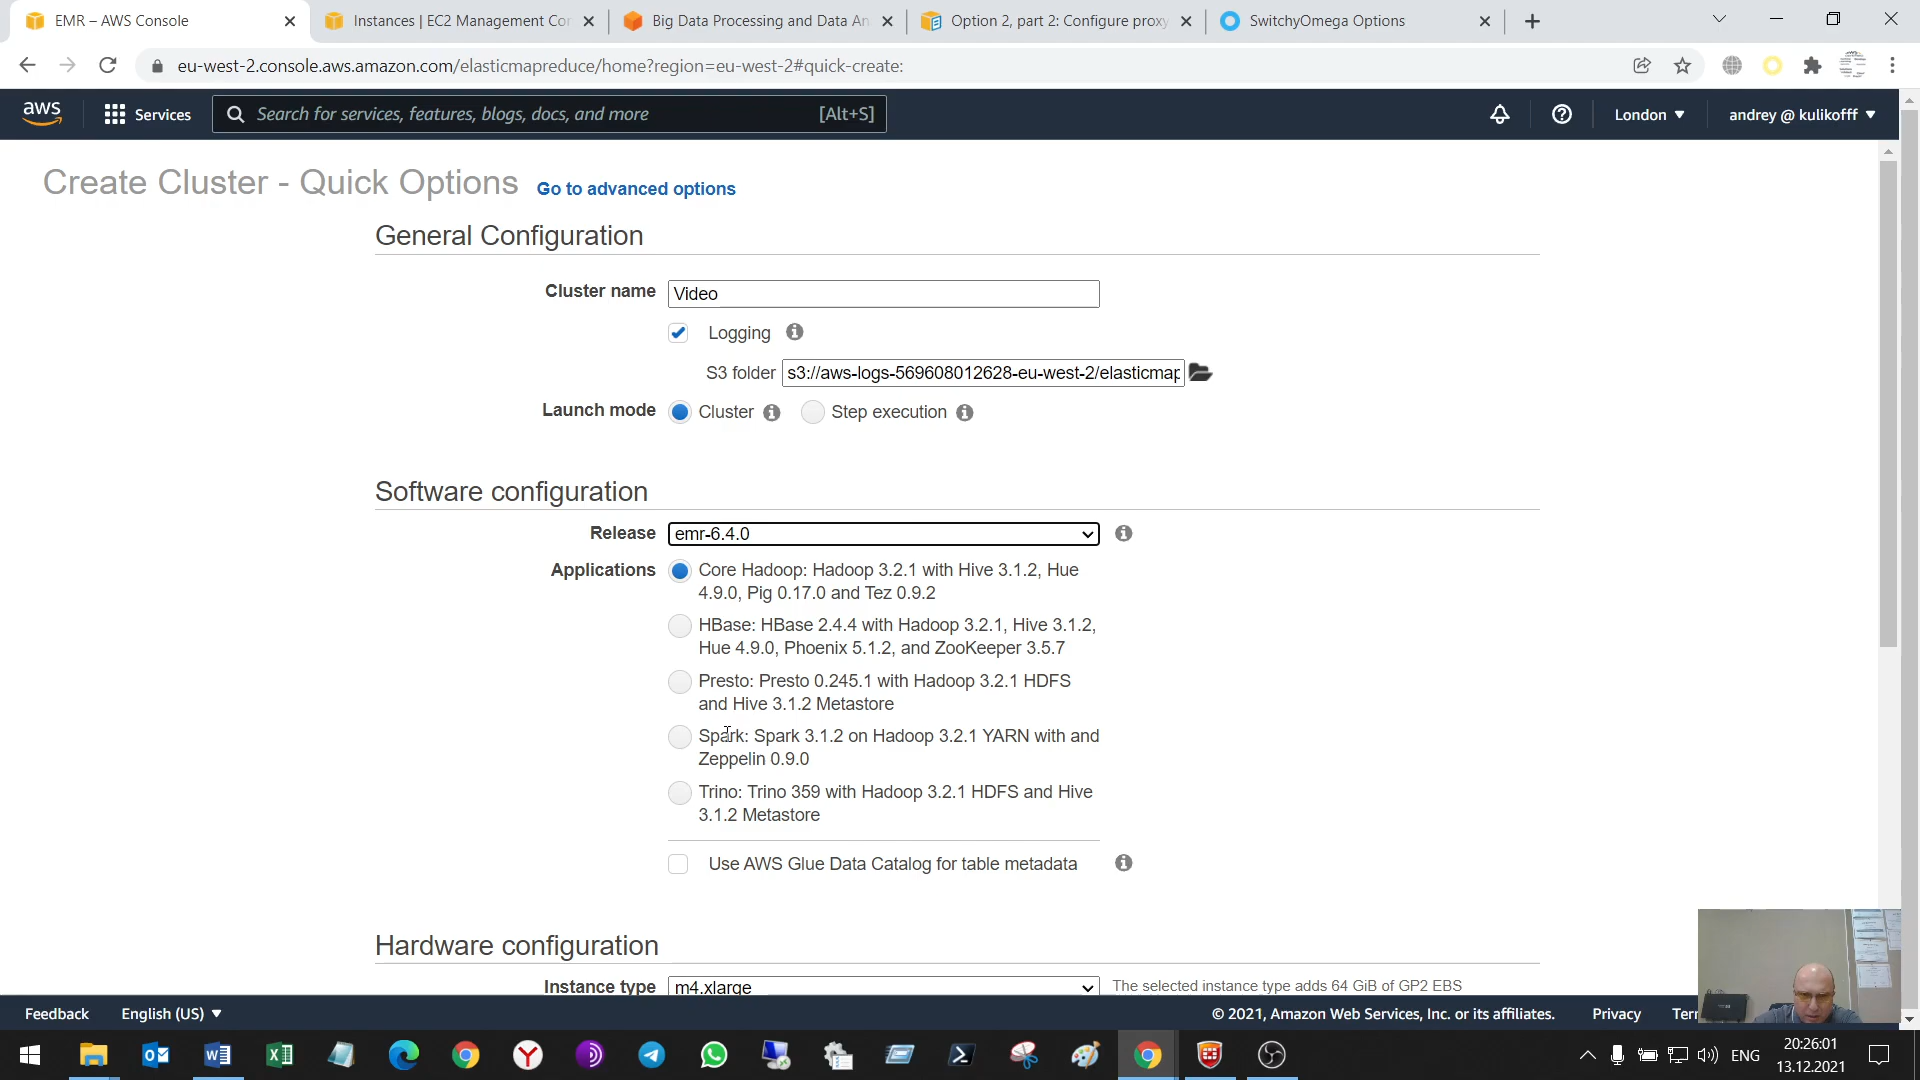 EMR – AWS Console
Instances | EC2 Management Con
Big Data Processing and Data An
Option 2, part 2: Configure proxy
SwitchyOmega Options
eu-west-2.console.aws.amazon.com/elasticmapreduce/home?region=eu-west-2#quick-create:
aws
Services
Search for services, features, blogs, docs, and more
[Alt+S]
London
andrey @ kulikofff
Create Cluster - Quick Options
Go to advanced options
General Configuration
Cluster name
Video
Logging
S3 folder
s3://aws-logs-569608012628-eu-west-2/elasticmap
Launch mode
Cluster
Step execution
Software configuration
Release
emr-6.4.0
Applications
Core Hadoop: Hadoop 3.2.1 with Hive 3.1.2, Hue
4.9.0, Pig 0.17.0 and Tez 0.9.2
HBase: HBase 2.4.4 with Hadoop 3.2.1, Hive 3.1.2,
Hue 4.9.0, Phoenix 5.1.2, and ZooKeeper 3.5.7
Presto: Presto 0.245.1 with Hadoop 3.2.1 HDFS
and Hive 3.1.2 Metastore
Spark: Spark 3.1.2 on Hadoop 3.2.1 YARN with and
Zeppelin 0.9.0
Trino: Trino 359 with Hadoop 3.2.1 HDFS and Hive
3.1.2 Metastore
Use AWS Glue Data Catalog for table metadata
Hardware configuration
Instance type
m4.xlarge
The selected instance type adds 64 GiB of GP2 EBS
Feedback
English (US)
© 2021, Amazon Web Services, Inc. or its affiliates.
Privacy
Ter
ENG
20:26:01
13.12.2021